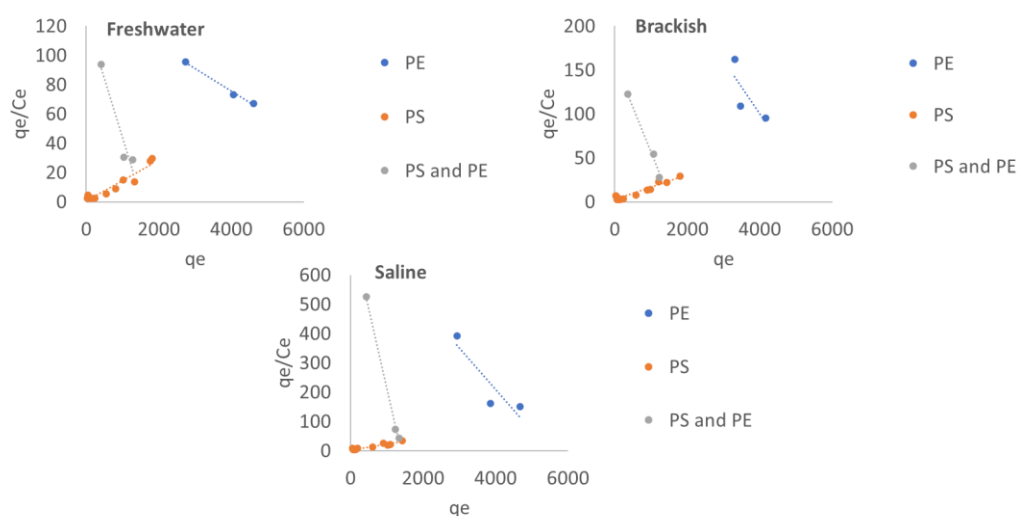 Freshwater
qe/Ce
120
100
80
60
40
20
0
0 2000 4000 6000
qe
PE
PS
PS and PE
Brackish
qe/Ce
200
150
100
50
0
0 2000 4000 6000
qe
PE
PS
PS and PE
Saline
qe/Ce
600
500
400
300
200
100
0
0 2000 4000 6000
qe
PE
PS
PS and PE